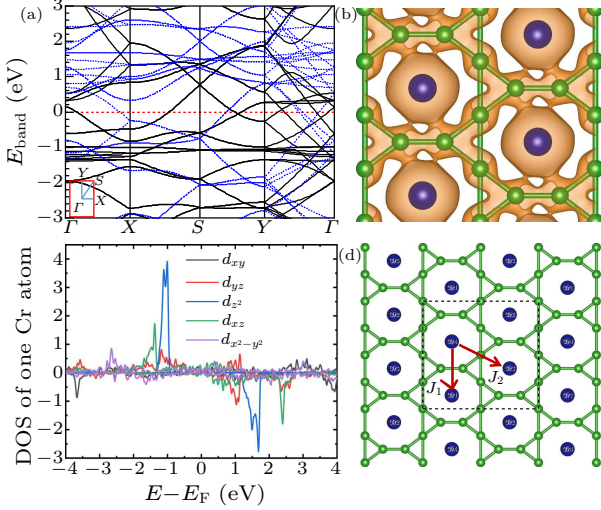 (a)
3
2
1
0
−1
−2
−3
E_band (eV)
Y
S
X
Γ
Γ X S Y Γ
(b)
4
3
2
1
0
−1
−2
−3
DOS of one Cr atom
d_xy
d_yz
d_z²
d_xz
d_x²−y²
−4 −3 −2 −1 0 1 2 3 4
E−E_F (eV)
(d)
J₁
J₂